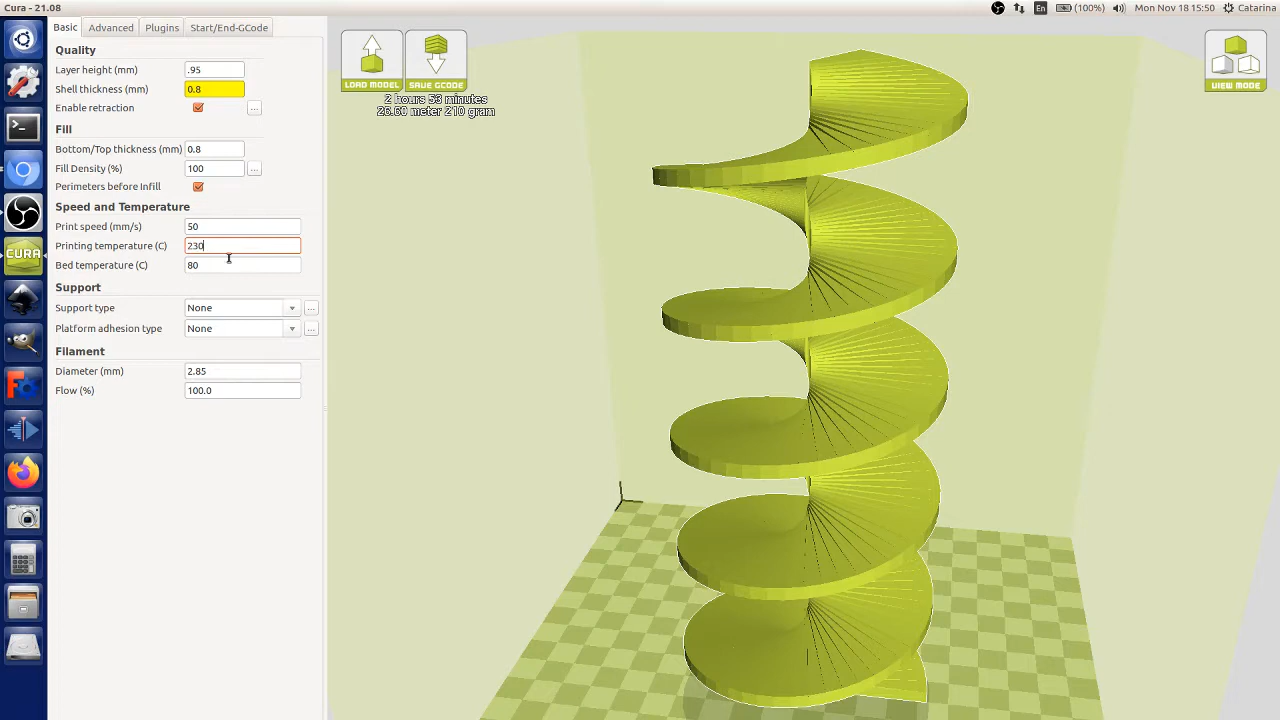 Cura - 21.08
En (100%) Mon Nov 18 15:50 Catarina
Basic Advanced Plugins Start/End-GCode
Quality
Layer height (mm) .95
Shell thickness (mm) 0.8
Enable retraction ...
Fill
Bottom/Top thickness (mm) 0.8
Fill Density (%) 100 ...
Perimeters before Infill
Speed and Temperature
Print speed (mm/s) 50
Printing temperature (C) 230
Bed temperature (C) 80
Support
Support type None ...
Platform adhesion type None ...
Filament
Diameter (mm) 2.85
Flow (%) 100.0
LOAD MODEL SAVE GCODE
2 hours 53 minutes
26.60 meter 210 gram
VIEW MODE
CURA